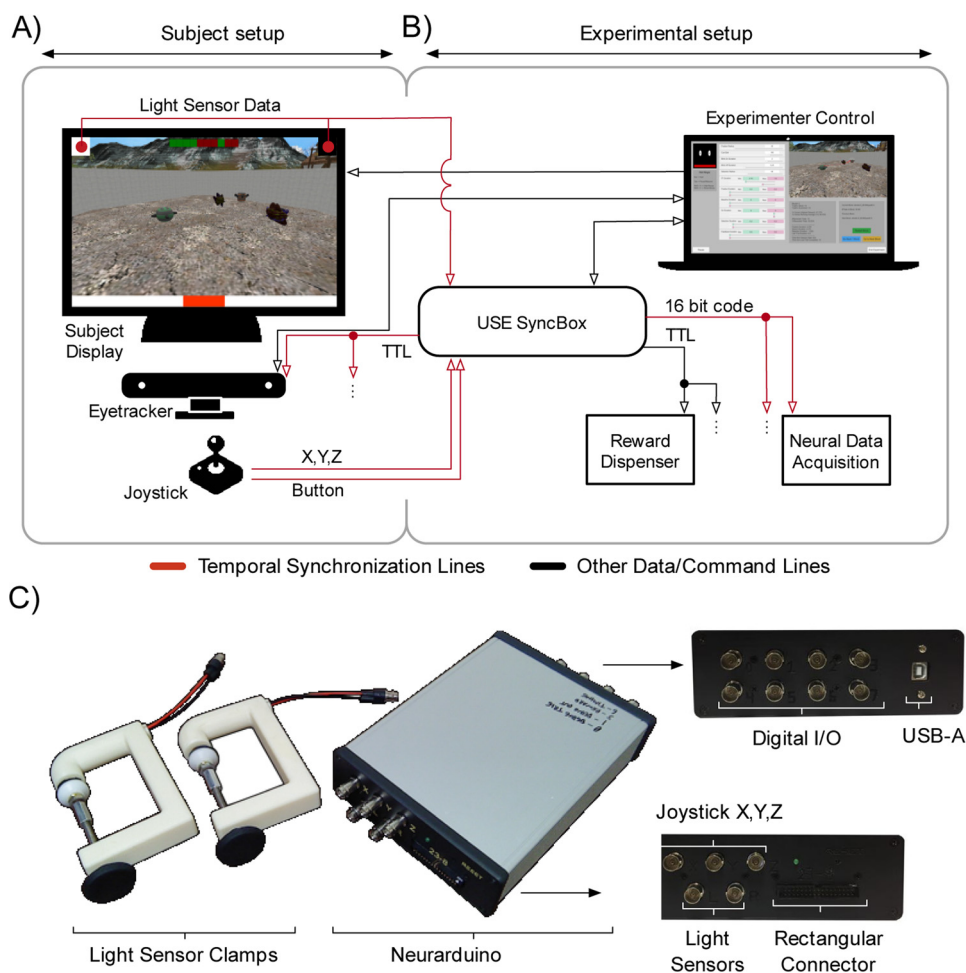 A)
Subject setup
B)
Experimental setup
Light Sensor Data
Experimenter Control
Subject
Display
USE SyncBox
16 bit code
TTL
TTL
Eyetracker
Joystick
X,Y,Z
Button
Reward
Dispenser
Neural Data
Acquisition
Temporal Synchronization Lines
Other Data/Command Lines
C)
Digital I/O
USB-A
Joystick X,Y,Z
X
Y
Z
RESET
Light Sensor Clamps
Neurarduino
Light
Sensors
Rectangular
Connector